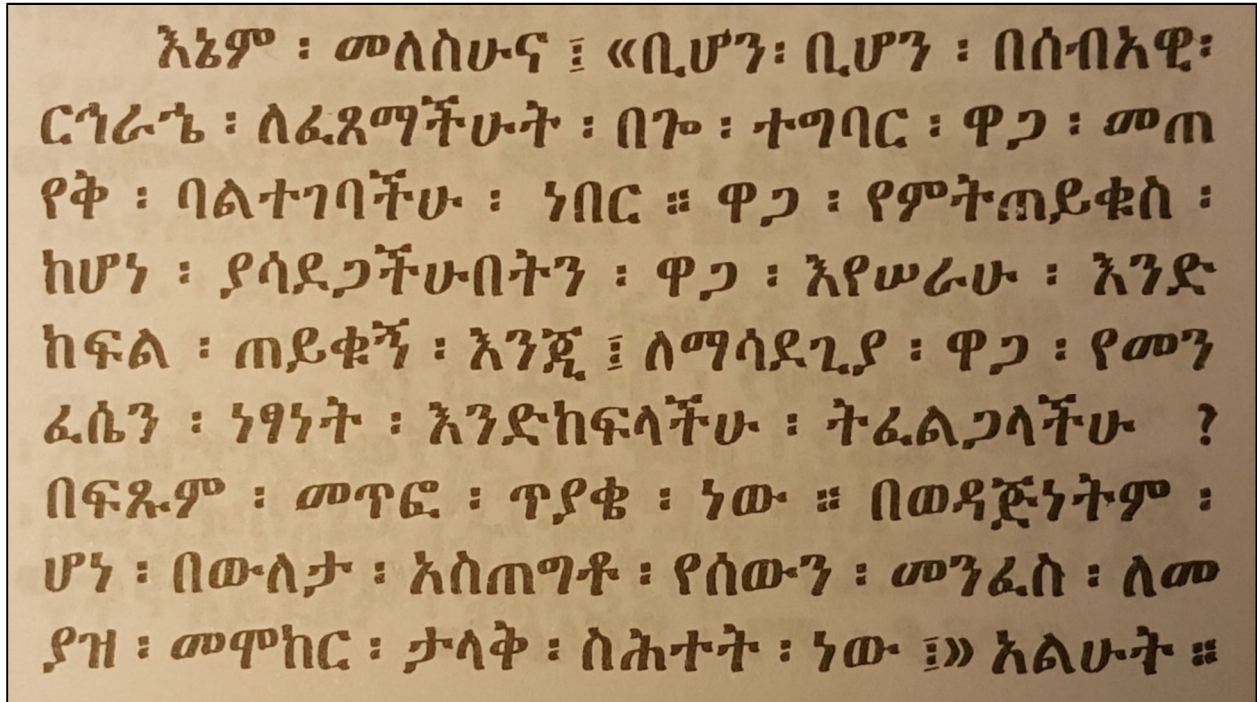 እኔም ፡ መለስሁና ፤ «ቢሆን፡ ቢሆን ፡ በሰብአዊ፡
ርኅራኄ ፡ ለፈጸማችሁት ፡ በጐ ፡ ተግባር ፡ ዋጋ ፡ መጠ
የቅ ፡ ባልተገባችሁ ፡ ነበር ። ዋጋ ፡ የምትጠይቁስ ፡
ከሆነ ፡ ያሳደጋችሁበትን ፡ ዋጋ ፡ እየሠራሁ ፡ እንድ
ከፍል ፡ ጠይቁኝ ፡ እንጂ ፤ ለማሳደጊያ ፡ ዋጋ ፡ የመን
ፈሴን ፡ ነፃነት ፡ እንድከፍላችሁ ፡ ትፈልጋላችሁ ?
በፍጹም ፡ መጥፎ ፡ ጥያቄ ፡ ነው ። በወዳጅነትም ፡
ሆነ ፡ በውለታ ፡ አስጠግቶ ፡ የሰውን ፡ መንፈስ ፡ ለመ
ያዝ ፡ መሞከር ፡ ታላቅ ፡ ስሕተት ፡ ነው ፤» አልሁት ።